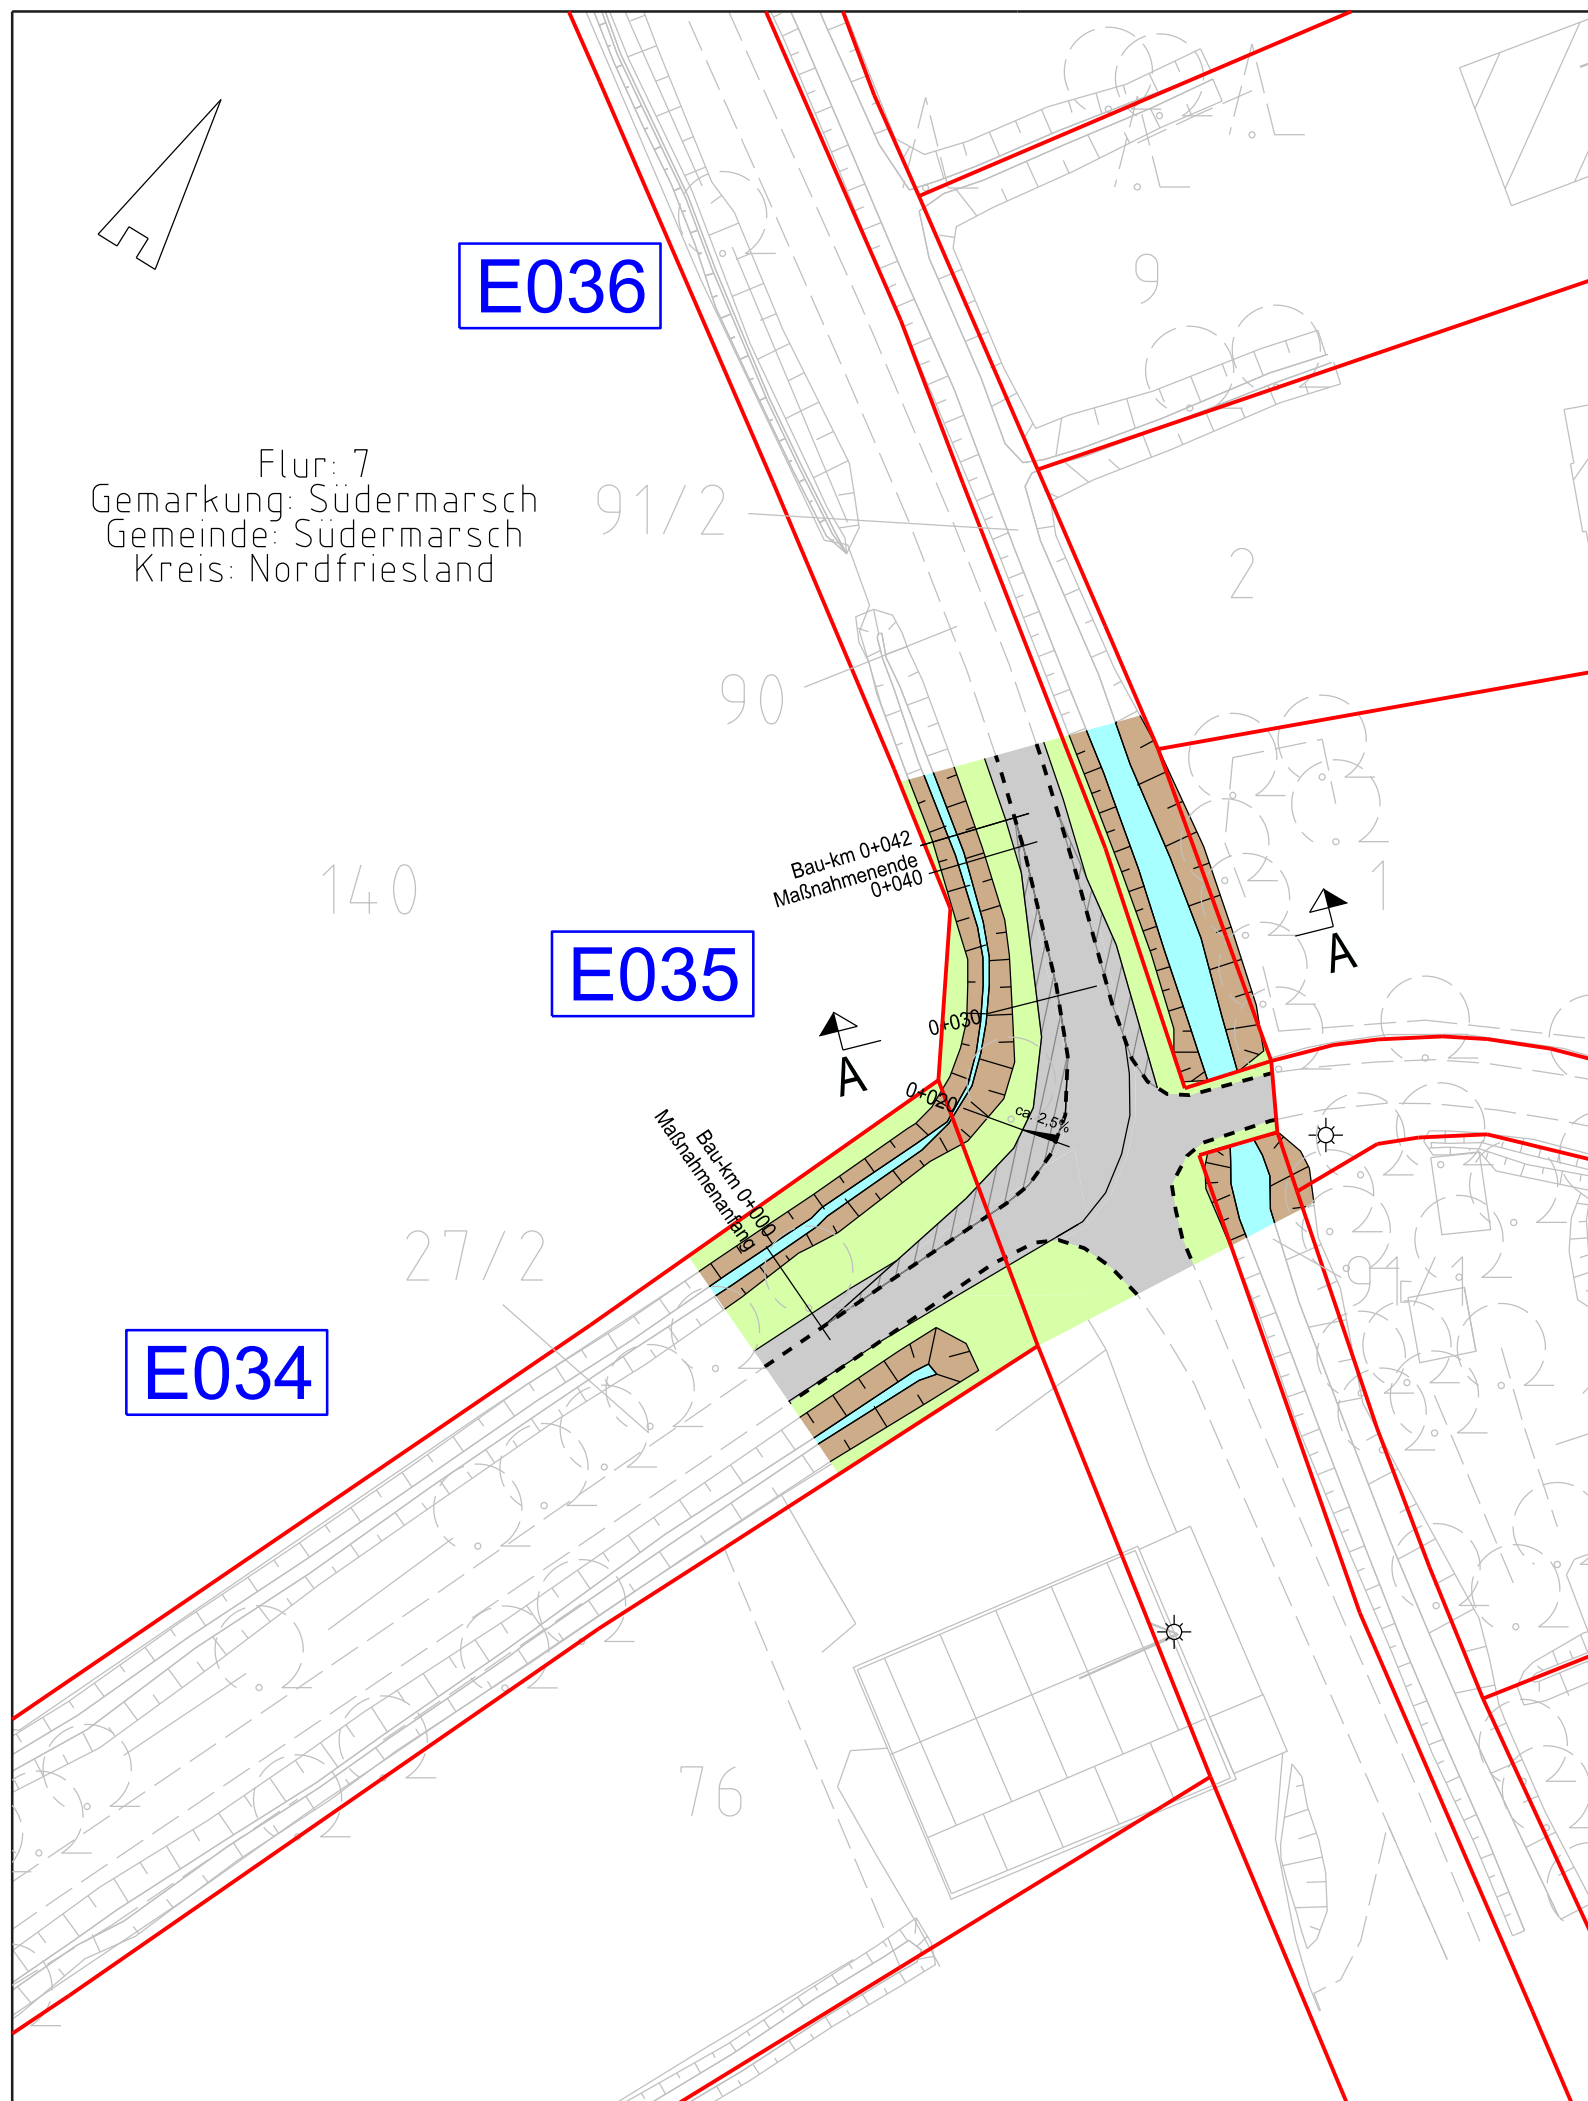 E036
9
Flur: 7
Gemarkung: Südermarsch
Gemeinde: Südermarsch
Kreis: Nordfriesland
91/2
2
90
Bau-km 0+042
Maßnahmenende
0+040
140
1
A
E035
0+030
A
0+020
ca. 2,5%
Bau-km 0+000
Maßnahmenanfang
27/2
91/1
E034
76